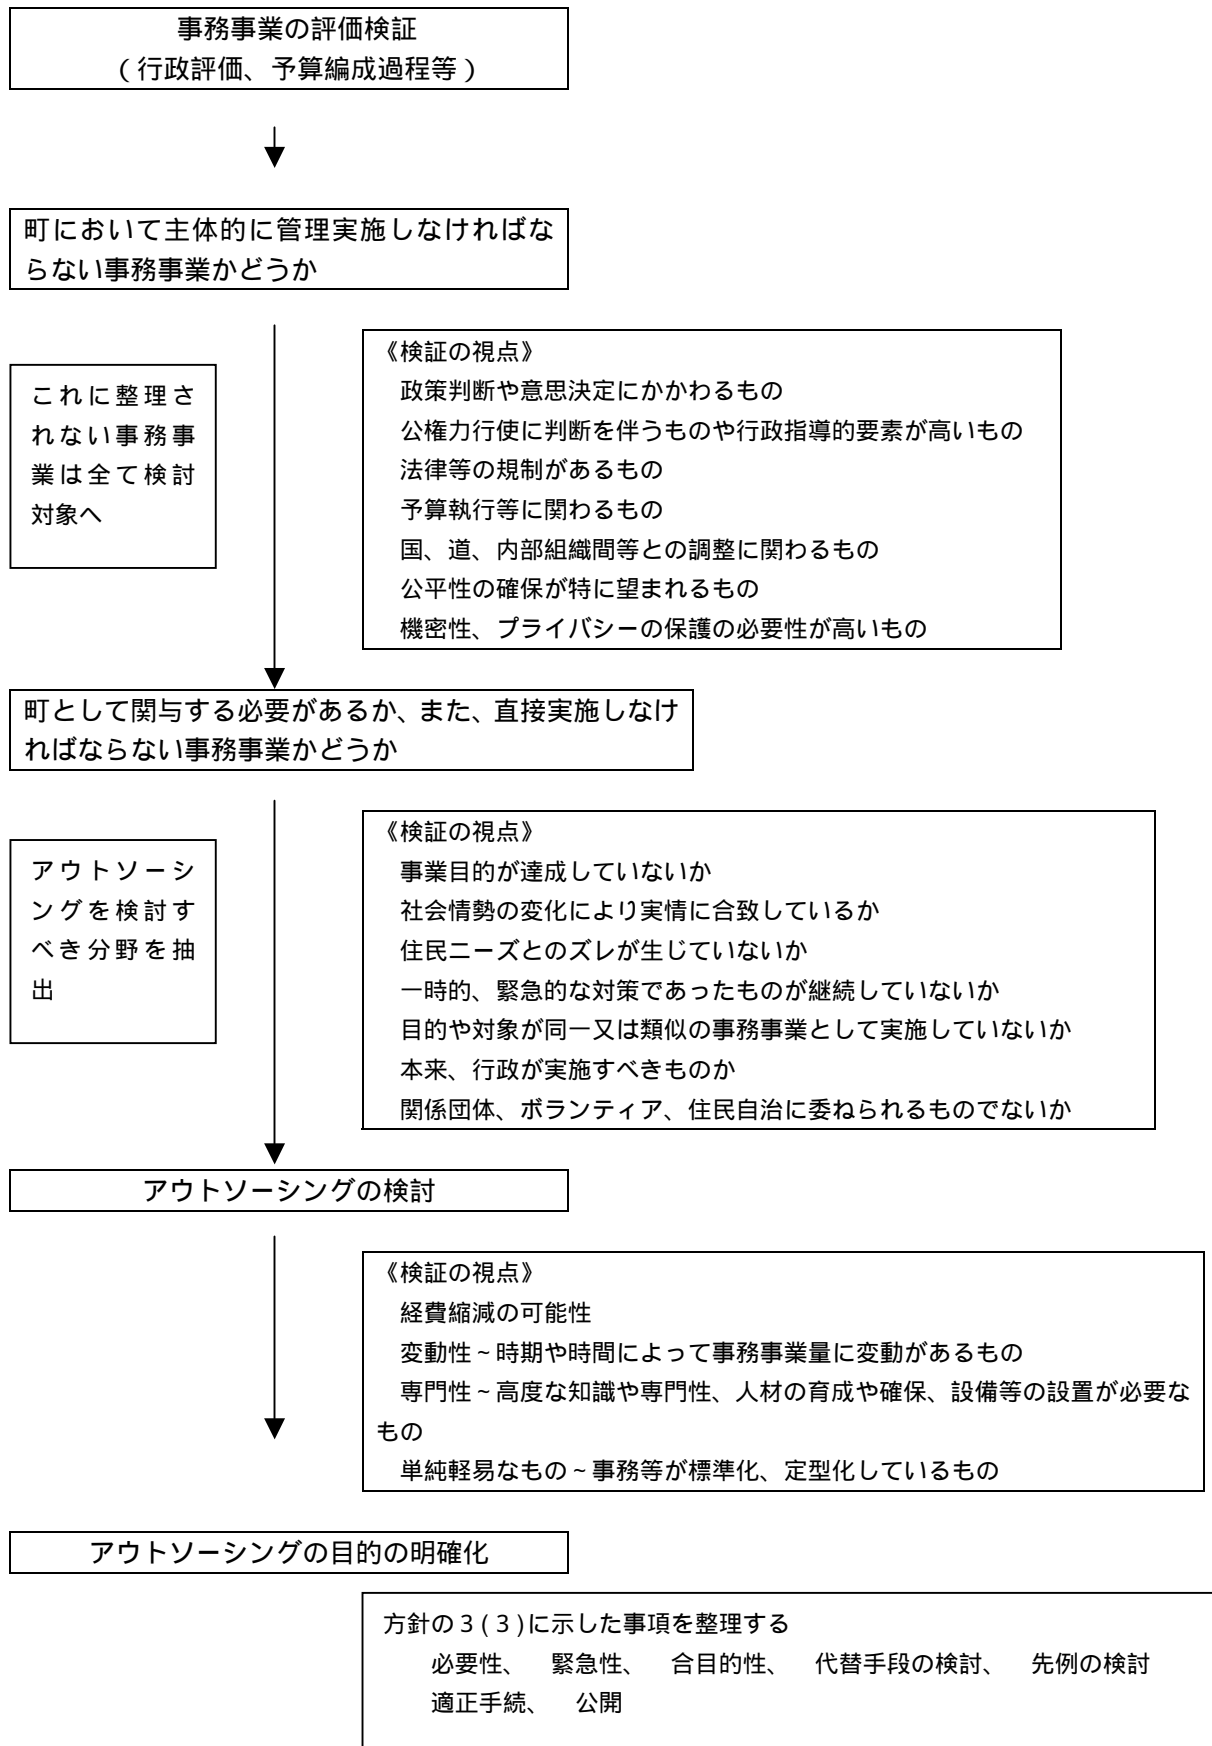 事務事業の評価検証
（行政評価、予算編成過程等）
町において主体的に管理実施しなければな
らない事務事業かどうか
これに整理さ
れない事務事
業は全て検討
対象へ
《検証の視点》
政策判断や意思決定にかかわるもの
公権力行使に判断を伴うものや行政指導的要素が高いもの
法律等の規制があるもの
予算執行等に関わるもの
国、道、内部組織間等との調整に関わるもの
公平性の確保が特に望まれるもの
機密性、プライバシーの保護の必要性が高いもの
町として関与する必要があるか、また、直接実施しなけ
ればならない事務事業かどうか
アウトソーシ
ングを検討す
べき分野を抽
出
《検証の視点》
事業目的が達成していないか
社会情勢の変化により実情に合致しているか
住民ニーズとのズレが生じていないか
一時的、緊急的な対策であったものが継続していないか
目的や対象が同一又は類似の事務事業として実施していないか
本来、行政が実施すべきものか
関係団体、ボランティア、住民自治に委ねられるものでないか
アウトソーシングの検討
《検証の視点》
経費縮減の可能性
変動性～時期や時間によって事務事業量に変動があるもの
専門性～高度な知識や専門性、人材の育成や確保、設備等の設置が必要な
もの
単純軽易なもの～事務等が標準化、定型化しているもの
アウトソーシングの目的の明確化
方針の３(３)に示した事項を整理する
必要性、　緊急性、　合目的性、　代替手段の検討、　先例の検討
適正手続、　公開